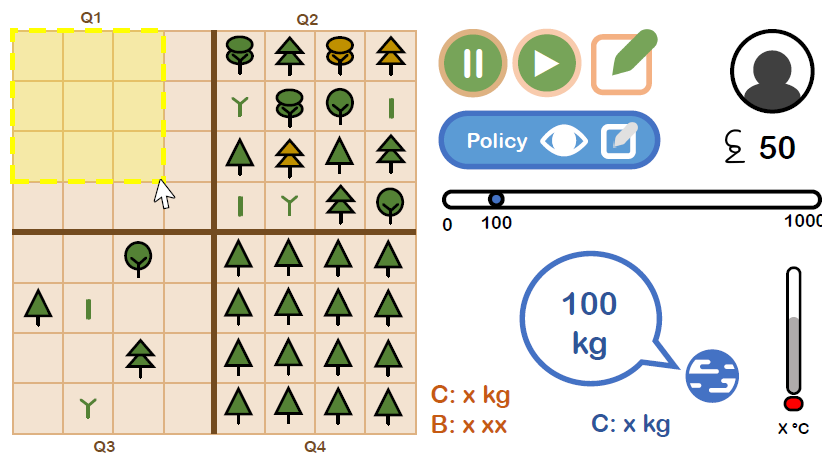 Q1
Q2
Policy
50
0
100
1000
100
kg
C: x kg
B: x xx
C: x kg
x °C
Q3
Q4